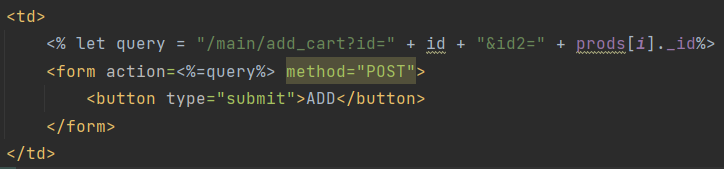 <td>
<% let query = "/main/add_cart?id=" + id + "&id2=" + prods[i]._id%>
<form action=<%=query%> method="POST">
<button type="submit">ADD</button>
</form>
</td>